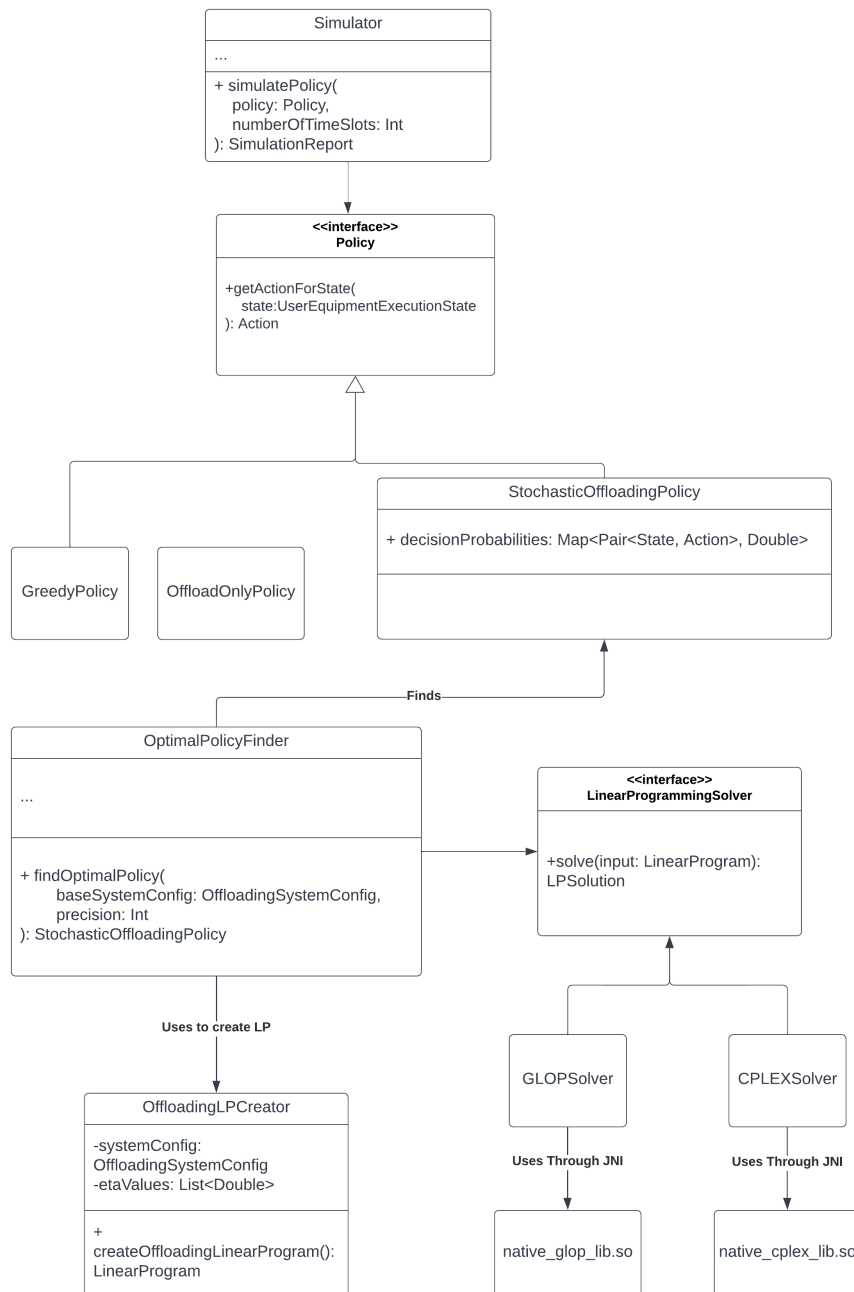 Simulator
...
+ simulatePolicy(
policy: Policy,
numberOfTimeSlots: Int
): SimulationReport
<<interface>>
Policy
+getActionForState(
state:UserEquipmentExecutionState
): Action
StochasticOffloadingPolicy
+ decisionProbabilities: Map<Pair<State, Action>, Double>
GreedyPolicy
OffloadOnlyPolicy
Finds
OptimalPolicyFinder
...
+ findOptimalPolicy(
baseSystemConfig: OffloadingSystemConfig,
precision: Int
): StochasticOffloadingPolicy
<<interface>>
LinearProgrammingSolver
+solve(input: LinearProgram):
LPSolution
Uses to create LP
GLOPSolver
CPLEXSolver
OffloadingLPCreator
-systemConfig:
OffloadingSystemConfig
-etaValues: List<Double>
+
createOffloadingLinearProgram():
LinearProgram
Uses Through JNI
Uses Through JNI
native_glop_lib.so
native_cplex_lib.so